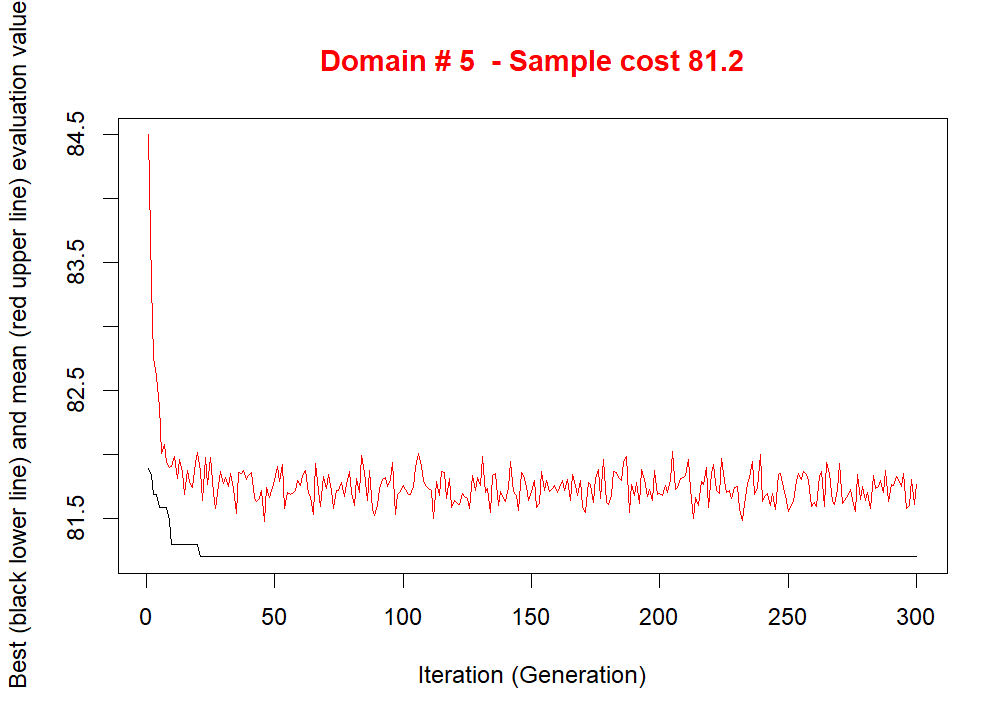 Domain # 5  - Sample cost 81.2
Best (black lower line) and mean (red upper line) evaluation value
84.5
83.5
82.5
81.5
0 50 100 150 200 250 300
Iteration (Generation)